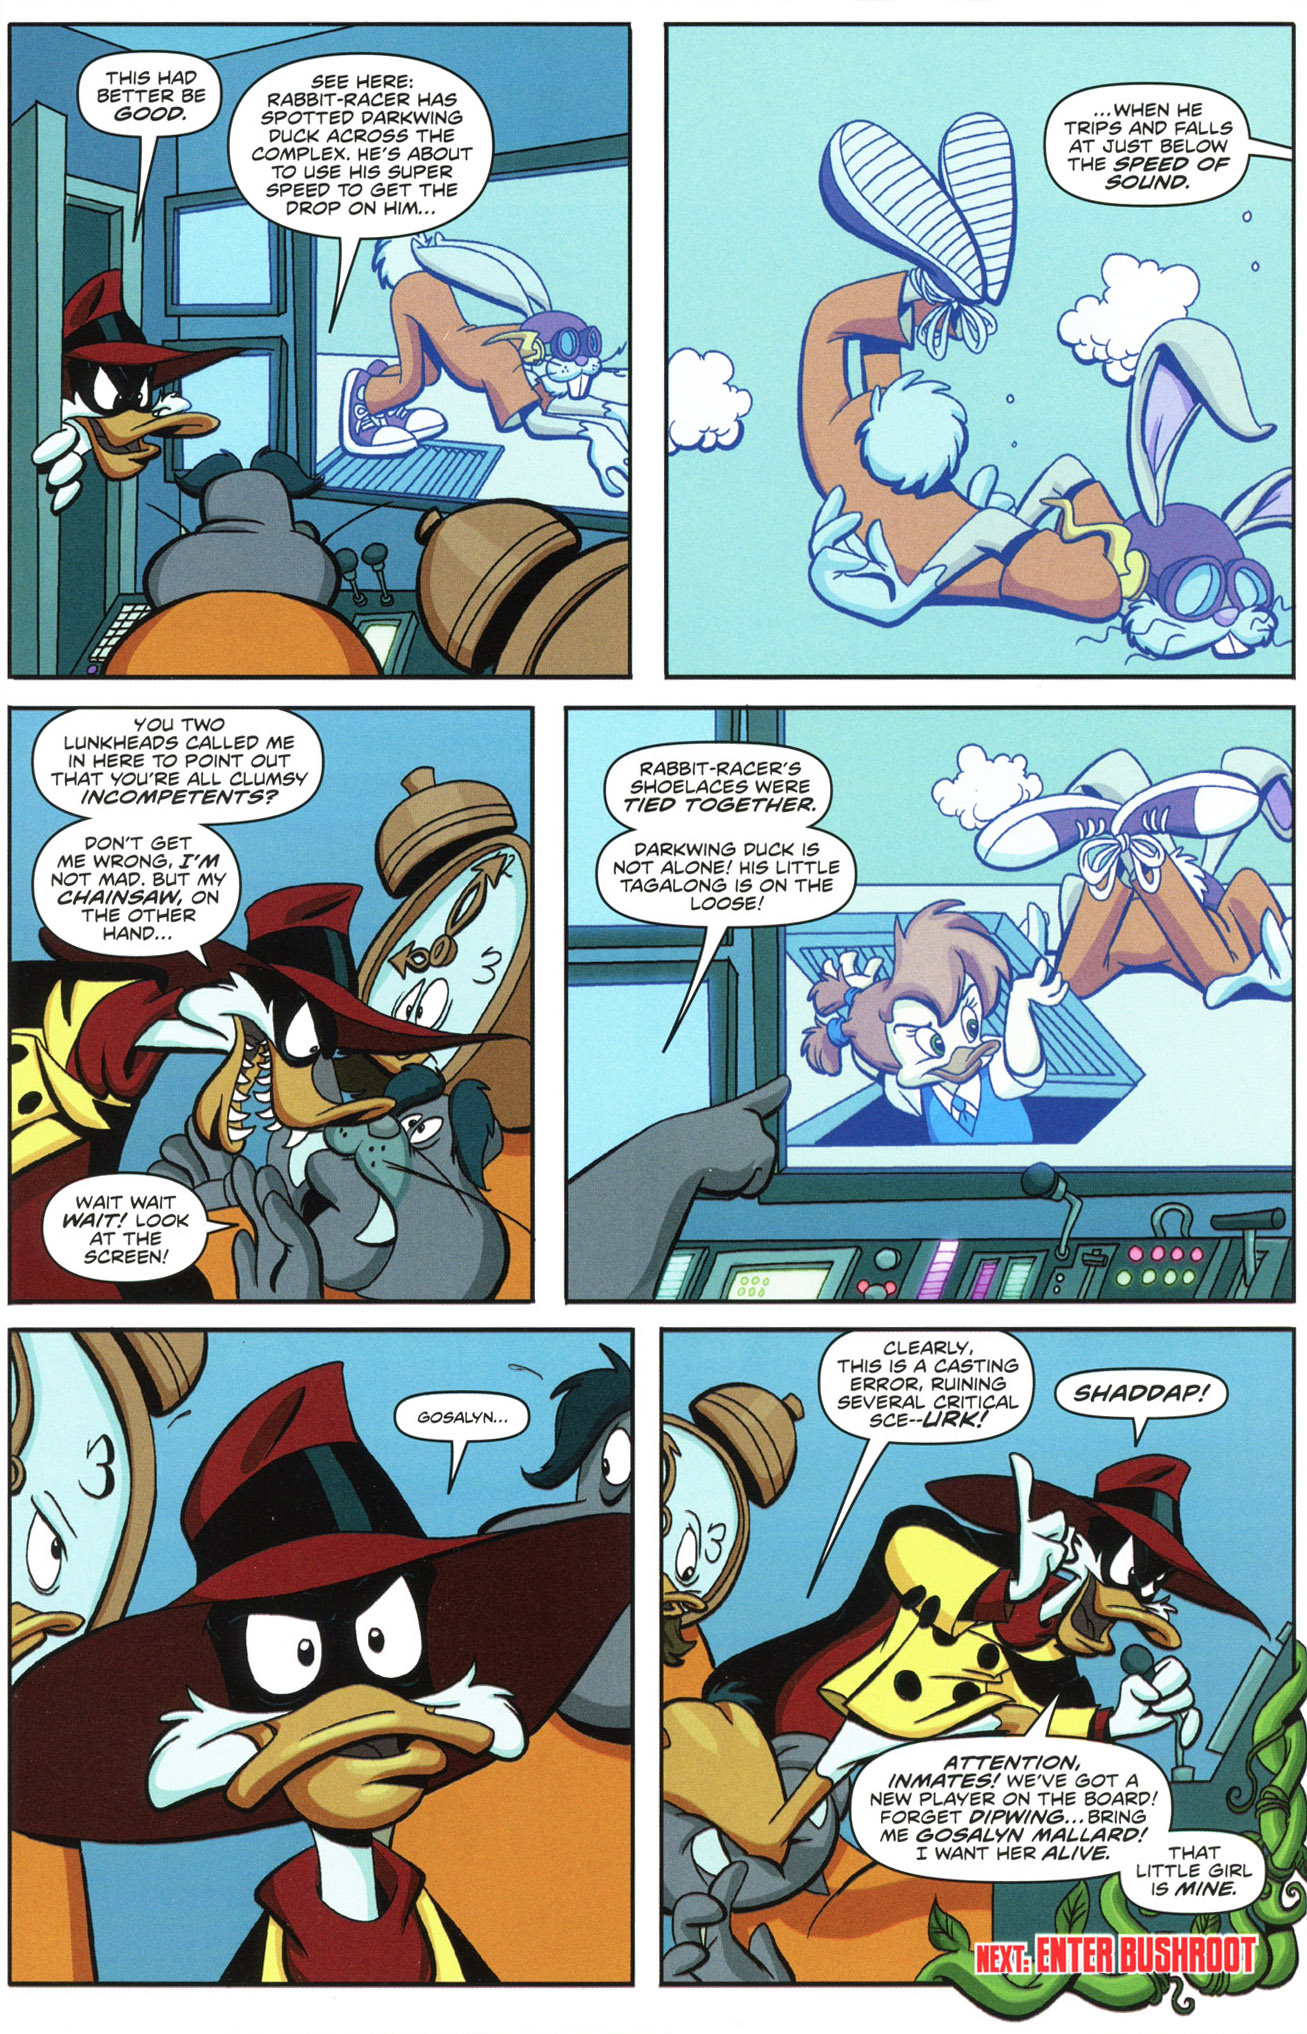 THIS HAD
BETTER BE
GOOD.
SEE HERE:
RABBIT-RACER HAS
SPOTTED DARKWING
DUCK ACROSS THE
COMPLEX. HE'S ABOUT
TO USE HIS SUPER
SPEED TO GET THE
DROP ON HIM...
...WHEN HE
TRIPS AND FALLS
AT JUST BELOW
THE SPEED OF
SOUND.
YOU TWO
LUNKHEADS CALLED ME
IN HERE TO POINT OUT
THAT YOU'RE ALL CLUMSY
INCOMPETENTS?
DON'T GET
ME WRONG, I'M
NOT MAD. BUT MY
CHAINSAW, ON
THE OTHER
HAND...
WAIT WAIT
WAIT! LOOK
AT THE
SCREEN!
RABBIT-RACER'S
SHOELACES WERE
TIED TOGETHER.
DARKWING DUCK IS
NOT ALONE! HIS LITTLE
TAGALONG IS ON THE
LOOSE!
GOSALYN...
CLEARLY,
THIS IS A CASTING
ERROR, RUINING
SEVERAL CRITICAL
SCE--URK!
SHADDAP!
ATTENTION,
INMATES! WE'VE GOT A
NEW PLAYER ON THE BOARD!
FORGET DIPWING...BRING
ME GOSALYN MALLARD!
I WANT HER ALIVE.
THAT
LITTLE GIRL
IS MINE.
NEXT: ENTER BUSHROOT